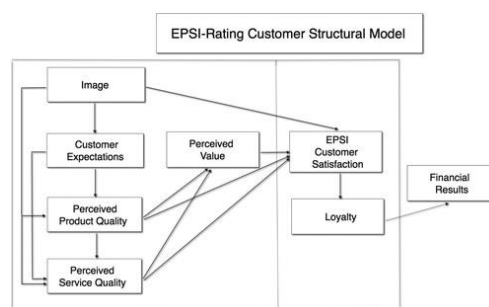 EPSI-Rating Customer Structural Model
Image
Customer
Expectations
Perceived
Value
EPSI
Customer
Satisfaction
Financial
Results
Perceived
Product Quality
Loyalty
Perceived
Service Quality